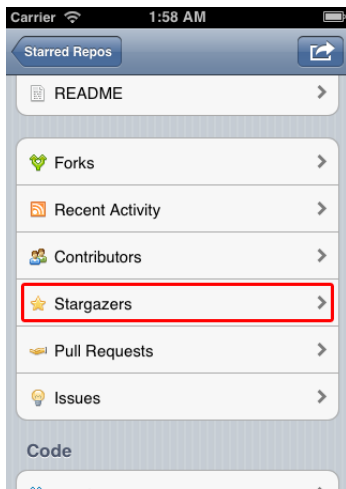 Carrier 1:58 AM
Starred Repos
README
Forks
Recent Activity
Contributors
Stargazers
Pull Requests
Issues
Code